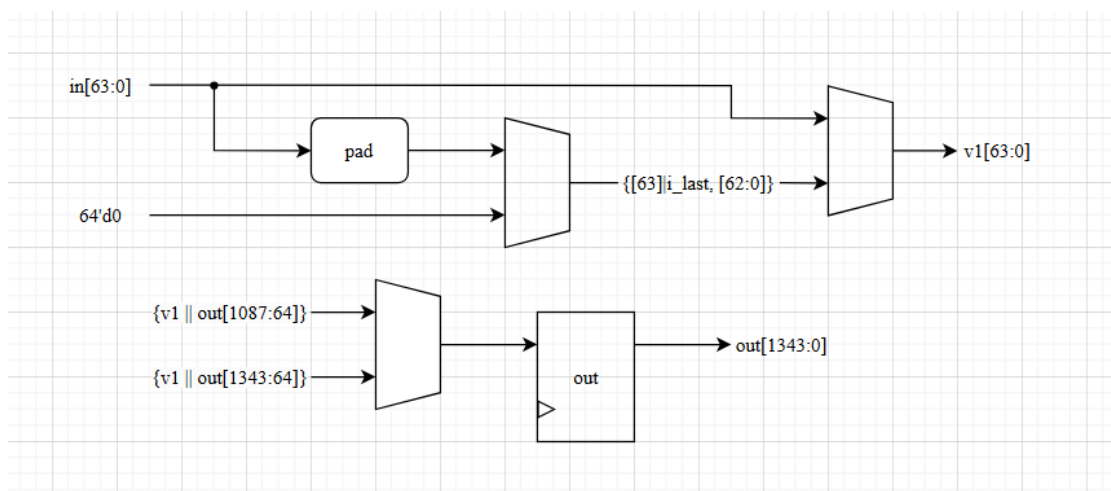 in[63:0]
pad
64'd0
{[63]|i_last, [62:0]}
v1[63:0]
{v1 || out[1087:64]}
{v1 || out[1343:64]}
out
out[1343:0]